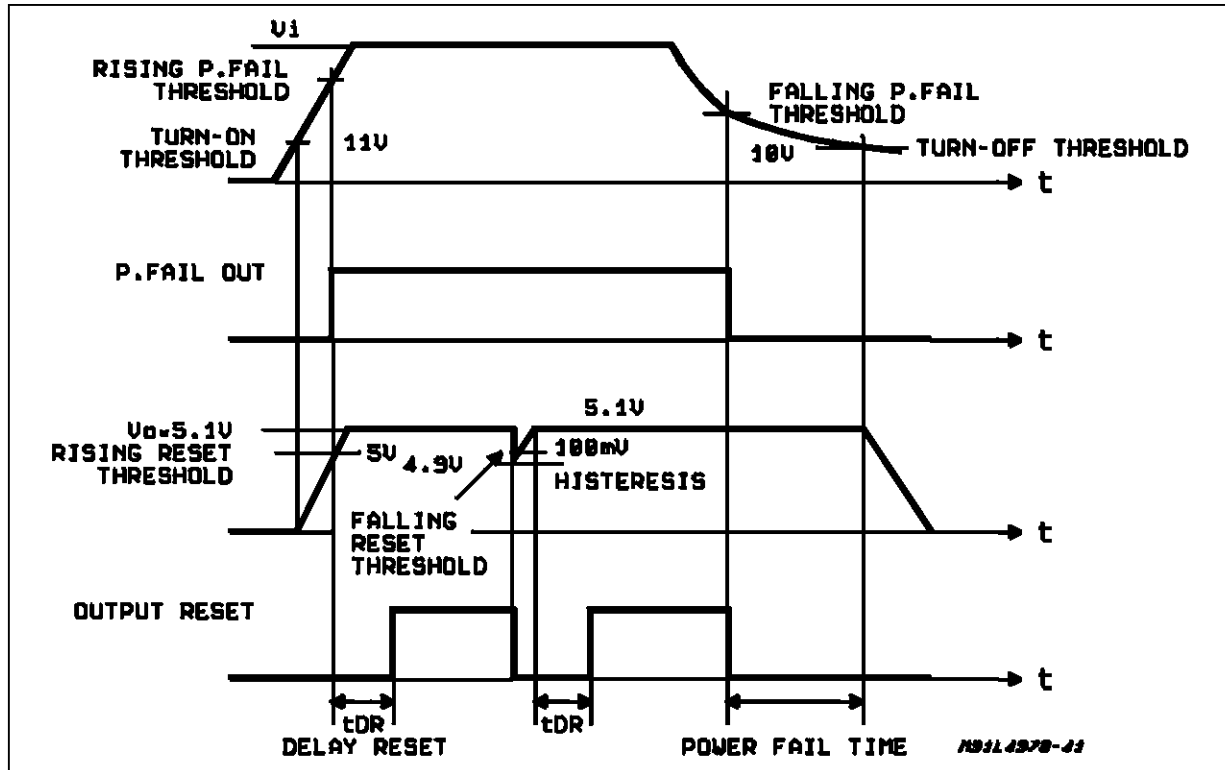 Vi
RISING P.FAIL
THRESHOLD
FALLING P.FAIL
THRESHOLD
TURN-ON
THRESHOLD
11V
10V
TURN-OFF THRESHOLD
t
P.FAIL OUT
t
5.1V
Vo=5.1V
RISING RESET
THRESHOLD
5V
4.9V
100mV
HISTERESIS
FALLING
RESET
THRESHOLD
t
OUTPUT RESET
t
tDR
tDR
DELAY RESET
POWER FAIL TIME